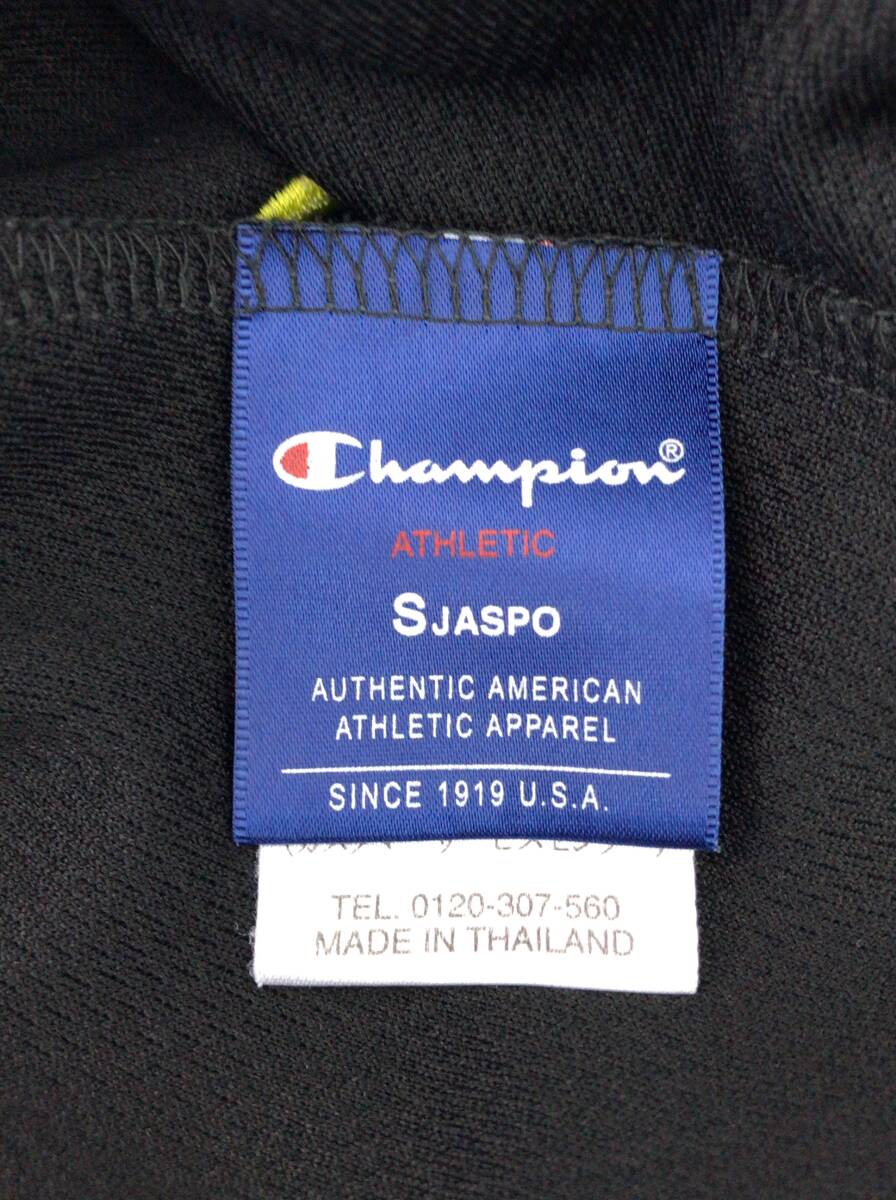 Champion®
ATHLETIC
SJASPO
AUTHENTIC AMERICAN
ATHLETIC APPAREL
SINCE 1919 U.S.A.
TEL. 0120-307-560
MADE IN THAILAND